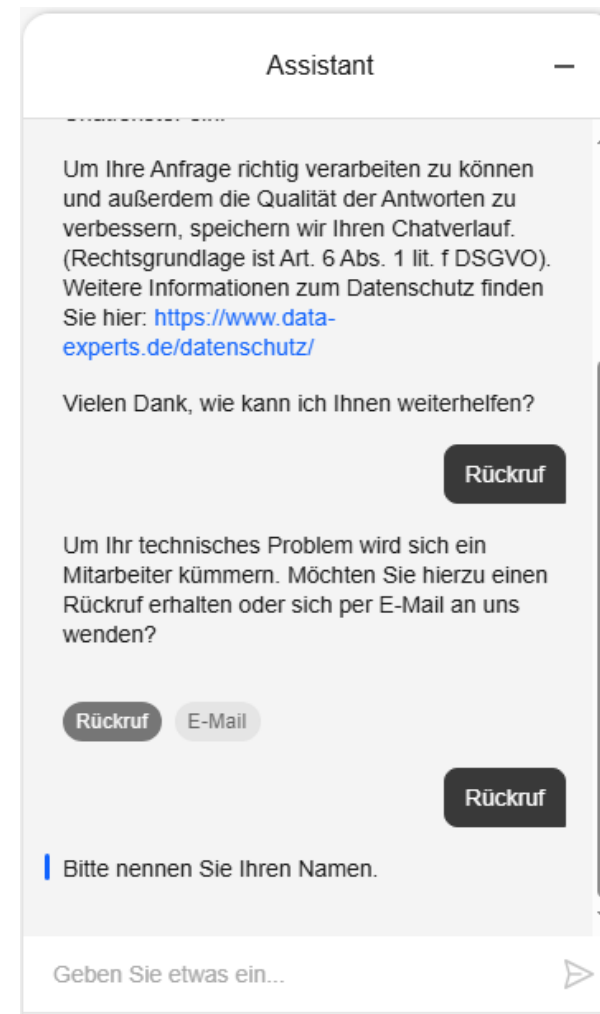 Assistant
Um Ihre Anfrage richtig verarbeiten zu können
und außerdem die Qualität der Antworten zu
verbessern, speichern wir Ihren Chatverlauf.
(Rechtsgrundlage ist Art. 6 Abs. 1 lit. f DSGVO).
Weitere Informationen zum Datenschutz finden
Sie hier: https://www.data-
experts.de/datenschutz/
Vielen Dank, wie kann ich Ihnen weiterhelfen?
Rückruf
Um Ihr technisches Problem wird sich ein
Mitarbeiter kümmern. Möchten Sie hierzu einen
Rückruf erhalten oder sich per E-Mail an uns
wenden?
Rückruf E-Mail
Rückruf
Bitte nennen Sie Ihren Namen.
Geben Sie etwas ein...